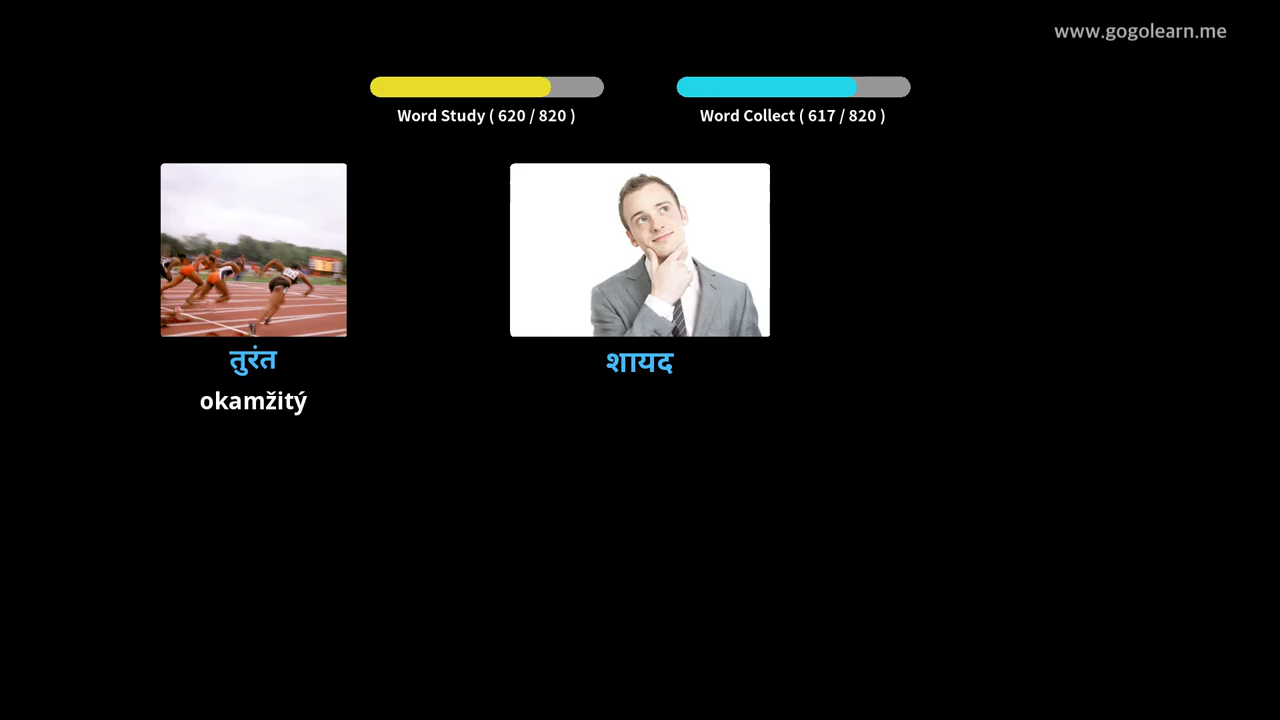 www.gogolearn.me
Word Study ( 620 / 820 )
Word Collect ( 617 / 820 )
तुरंत
okamžitý
शायद